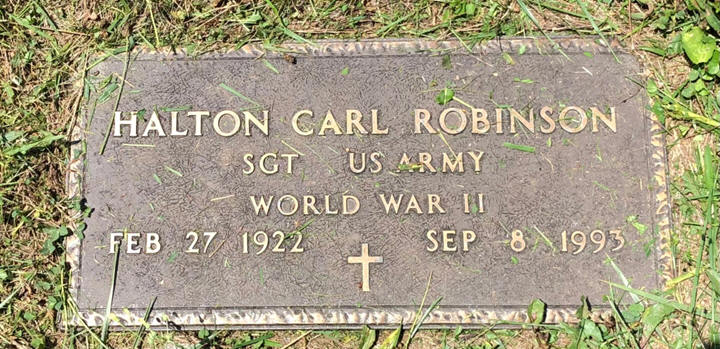 HALTON CARL ROBINSON
SGT US ARMY
WORLD WAR II
FEB 27 1922 SEP 8 1993